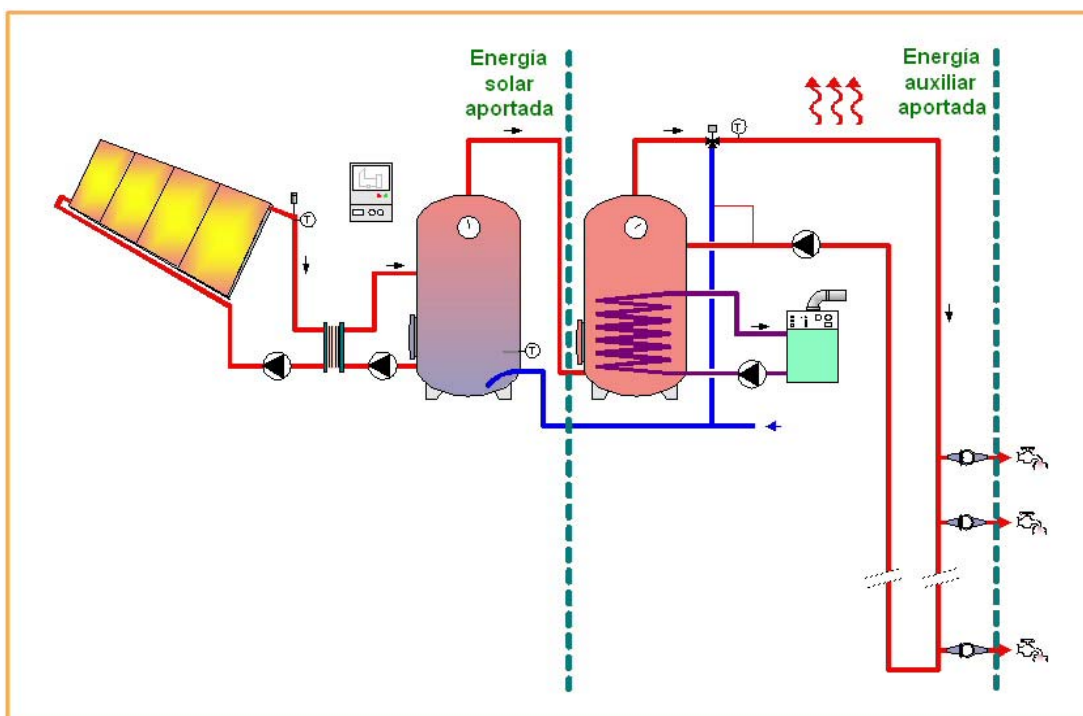 Energía
solar
aportada
Energía
auxiliar
aportada
T
T
T